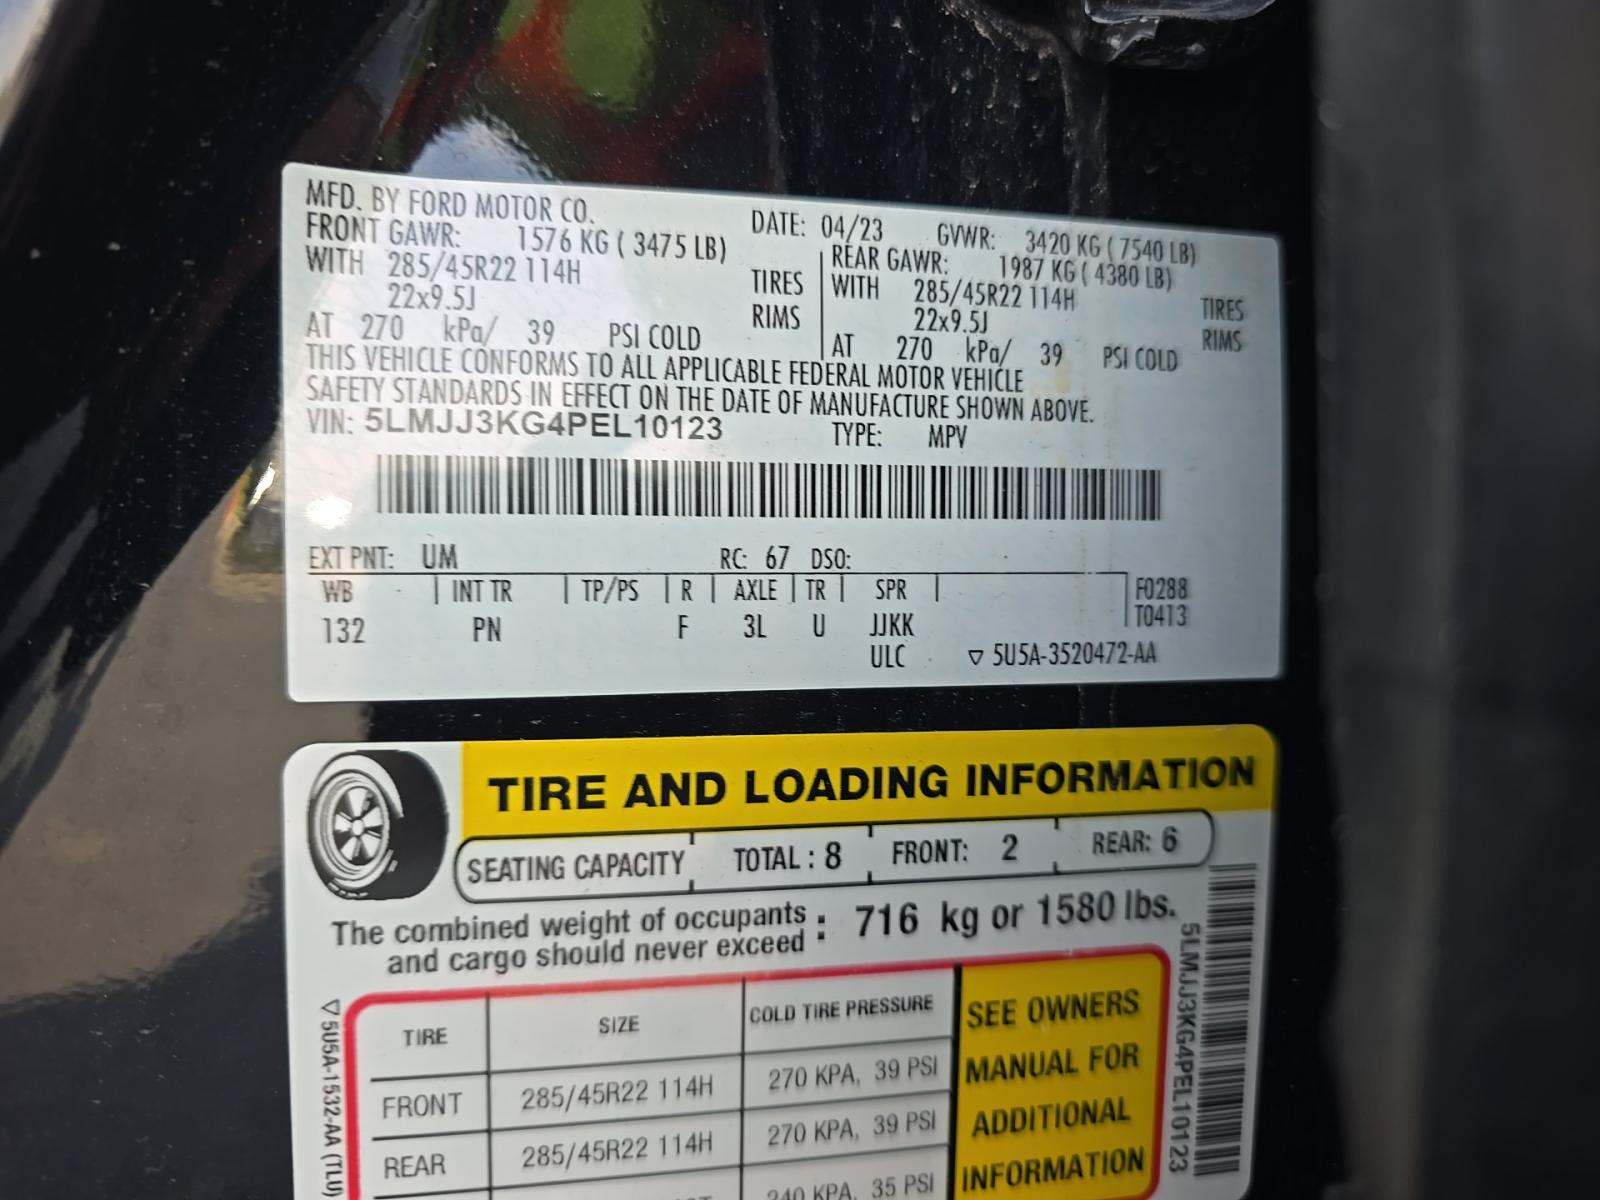 MFD. BY FORD MOTOR CO. DATE: 04/23 GVWR: 3420 KG ( 7540 LB)
FRONT GAWR: 1576 KG ( 3475 LB) REAR GAWR: 1987 KG ( 4380 LB)
WITH 285/45R22 114H TIRES WITH 285/45R22 114H TIRES
22x9.5J RIMS 22x9.5J RIMS
AT 270 kPa/ 39 PSI COLD AT 270 kPa/ 39 PSI COLD
THIS VEHICLE CONFORMS TO ALL APPLICABLE FEDERAL MOTOR VEHICLE
SAFETY STANDARDS IN EFFECT ON THE DATE OF MANUFACTURE SHOWN ABOVE.
VIN: 5LMJJ3KG4PEL10123 TYPE: MPV
EXT PNT: UM RC: 67 DSO:
WB INT TR TP/PS R AXLE TR SPR F0288
132 PN F 3L U JJKK T0413
ULC ▽ 5U5A-3520472-AA
TIRE AND LOADING INFORMATION
SEATING CAPACITY TOTAL : 8 FRONT: 2 REAR: 6
The combined weight of occupants
and cargo should never exceed : 716 kg or 1580 lbs.
TIRE SIZE COLD TIRE PRESSURE
FRONT 285/45R22 114H 270 KPA, 39 PSI
REAR 285/45R22 114H 270 KPA, 39 PSI
240 KPA, 35 PSI
SEE OWNERS
MANUAL FOR
ADDITIONAL
INFORMATION
5LMJJ3KG4PEL10123
▽ 5U5A-1532-AA (TLU)